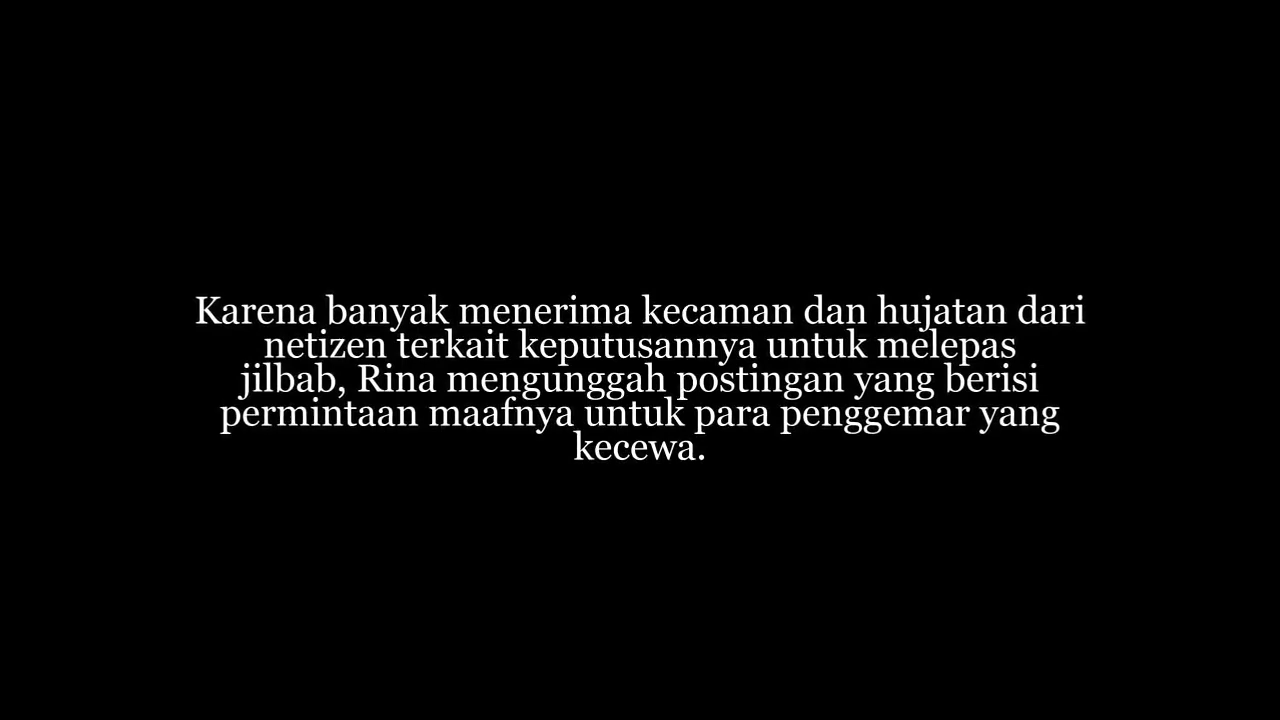 Karena banyak menerima kecaman dan hujatan dari
netizen terkait keputusannya untuk melepas
jilbab, Rina mengunggah postingan yang berisi
permintaan maafnya untuk para penggemar yang
kecewa.